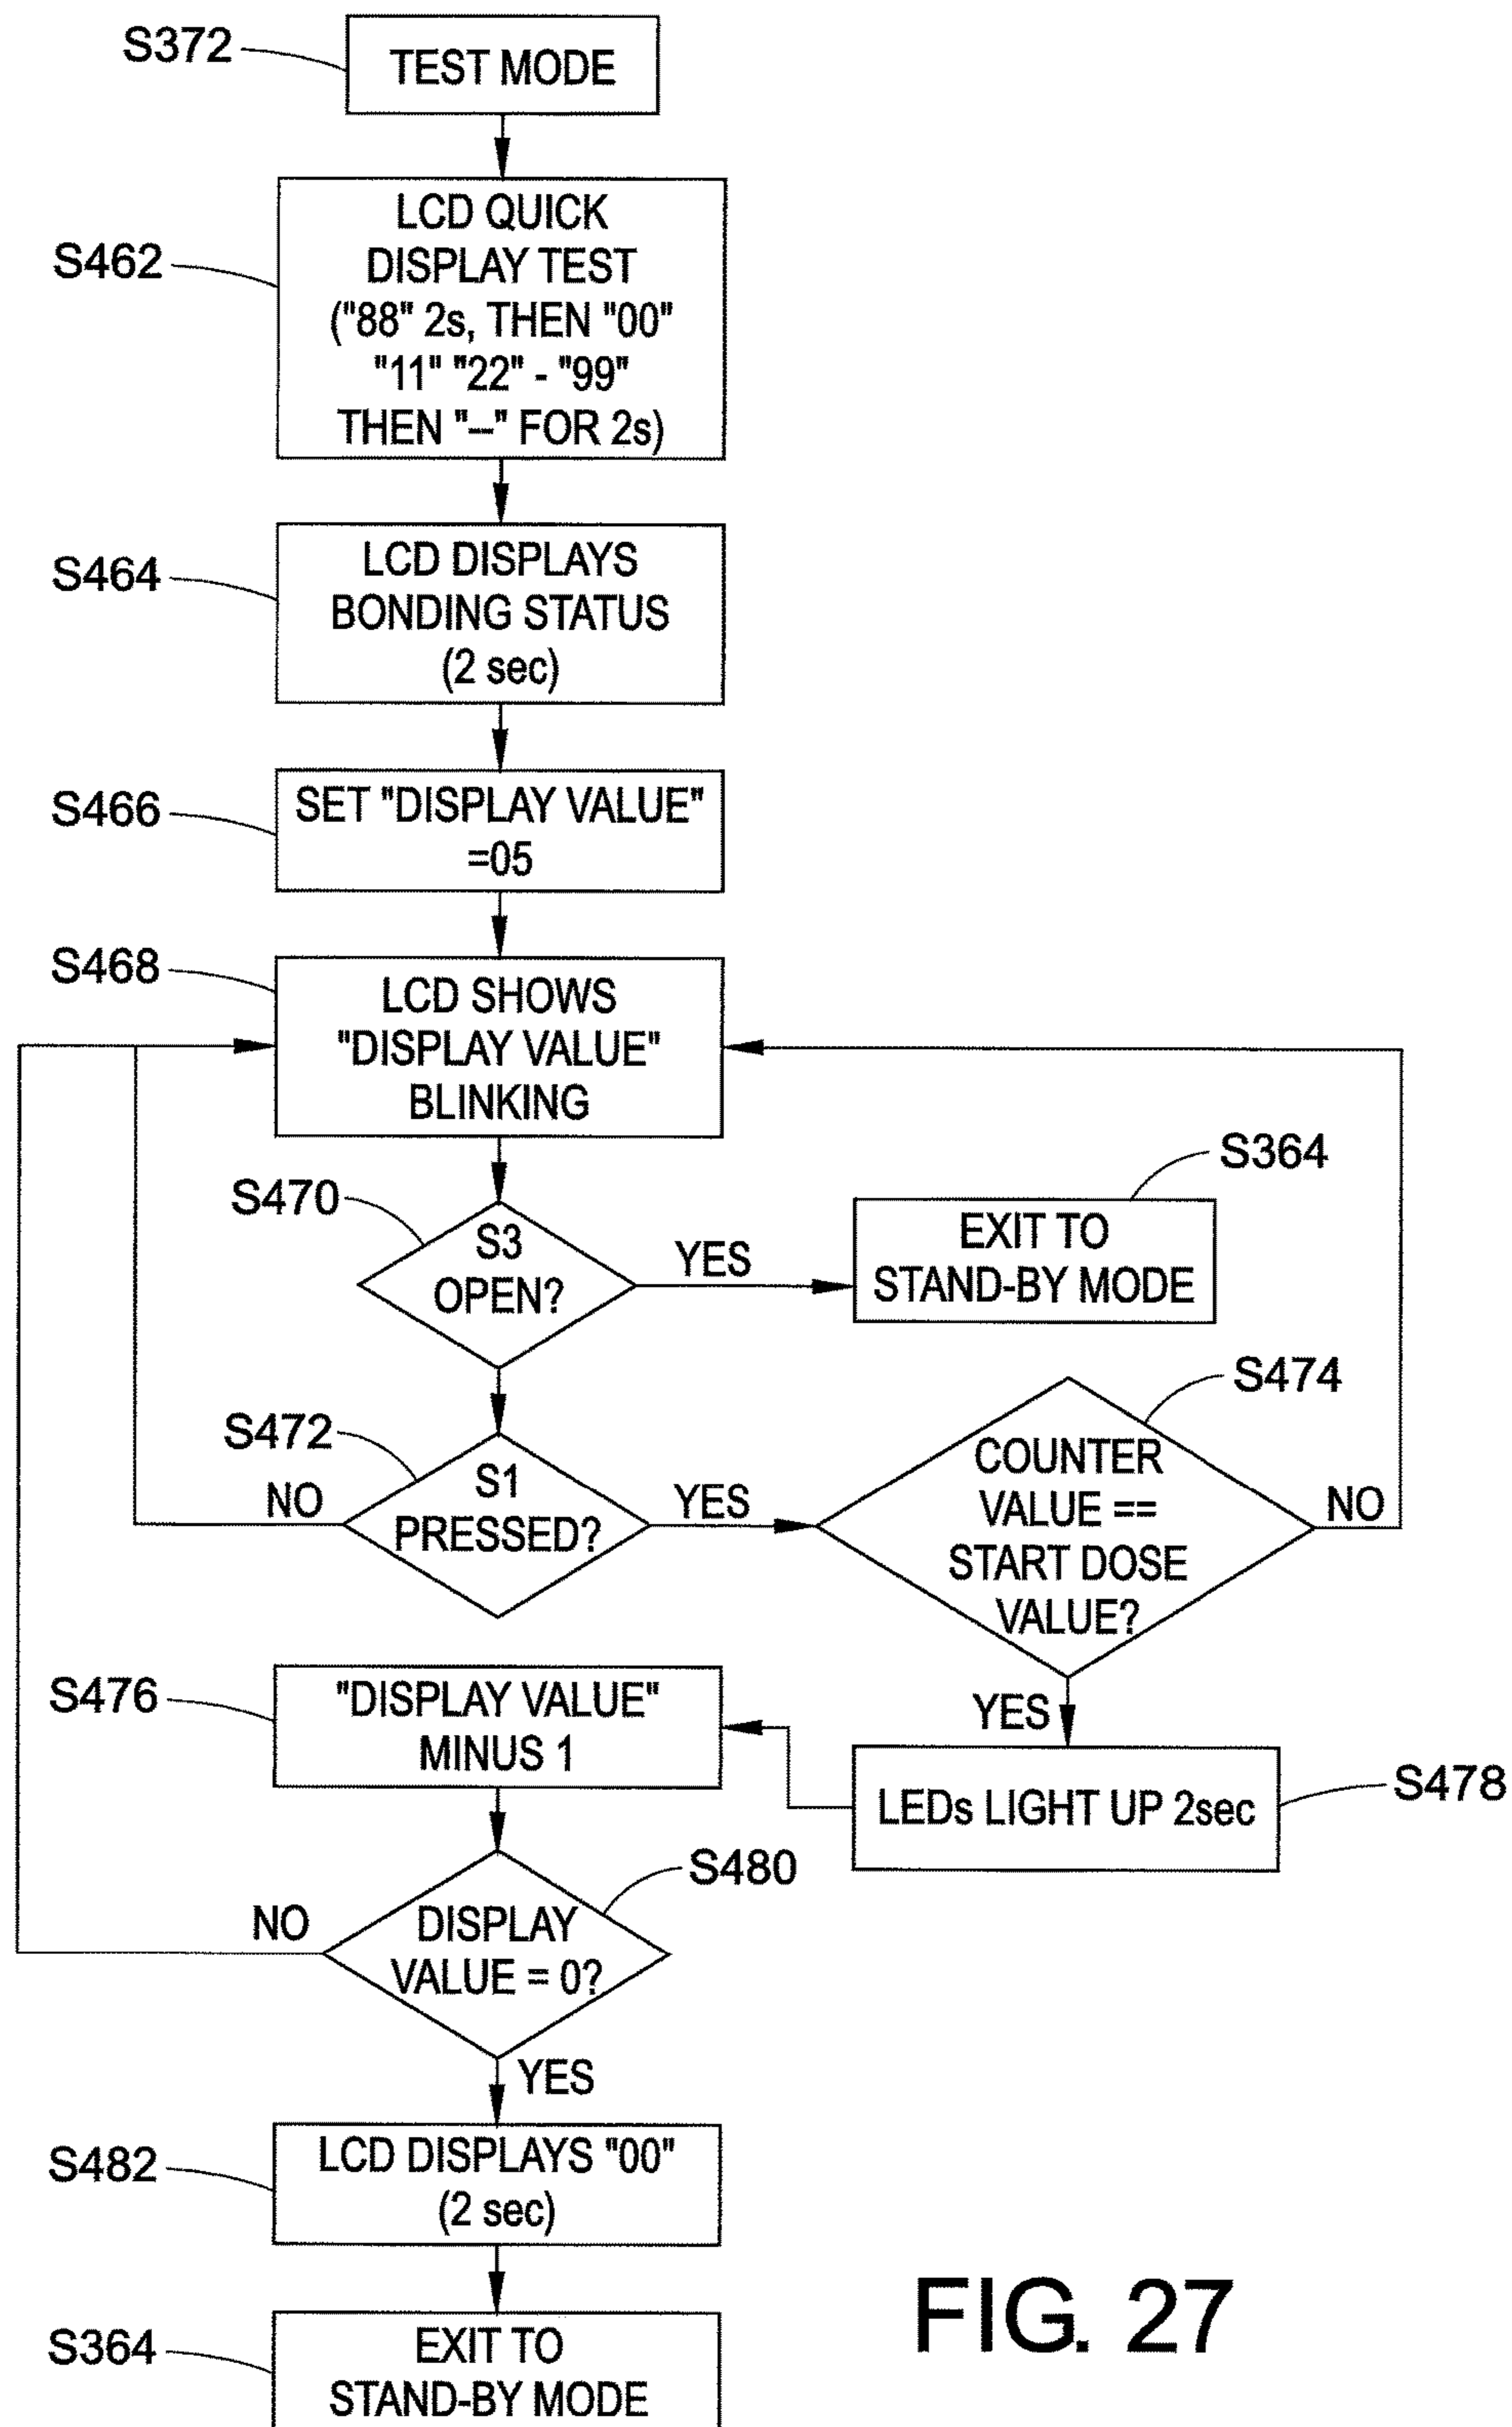 S372
TEST MODE
S462
LCD QUICK
DISPLAY TEST
("88" 2s, THEN "00"
"11" "22" - "99"
THEN "--" FOR 2s)
S464
LCD DISPLAYS
BONDING STATUS
(2 sec)
S466
SET "DISPLAY VALUE"
=05
S468
LCD SHOWS
"DISPLAY VALUE"
BLINKING
S470
S3
OPEN?
YES
S364
EXIT TO
STAND-BY MODE
S472
S1
PRESSED?
NO
YES
S474
COUNTER
VALUE ==
START DOSE
VALUE?
NO
YES
S476
"DISPLAY VALUE"
MINUS 1
LEDs LIGHT UP 2sec
S478
S480
DISPLAY
VALUE = 0?
NO
YES
S482
LCD DISPLAYS "00"
(2 sec)
S364
EXIT TO
STAND-BY MODE
FIG. 27